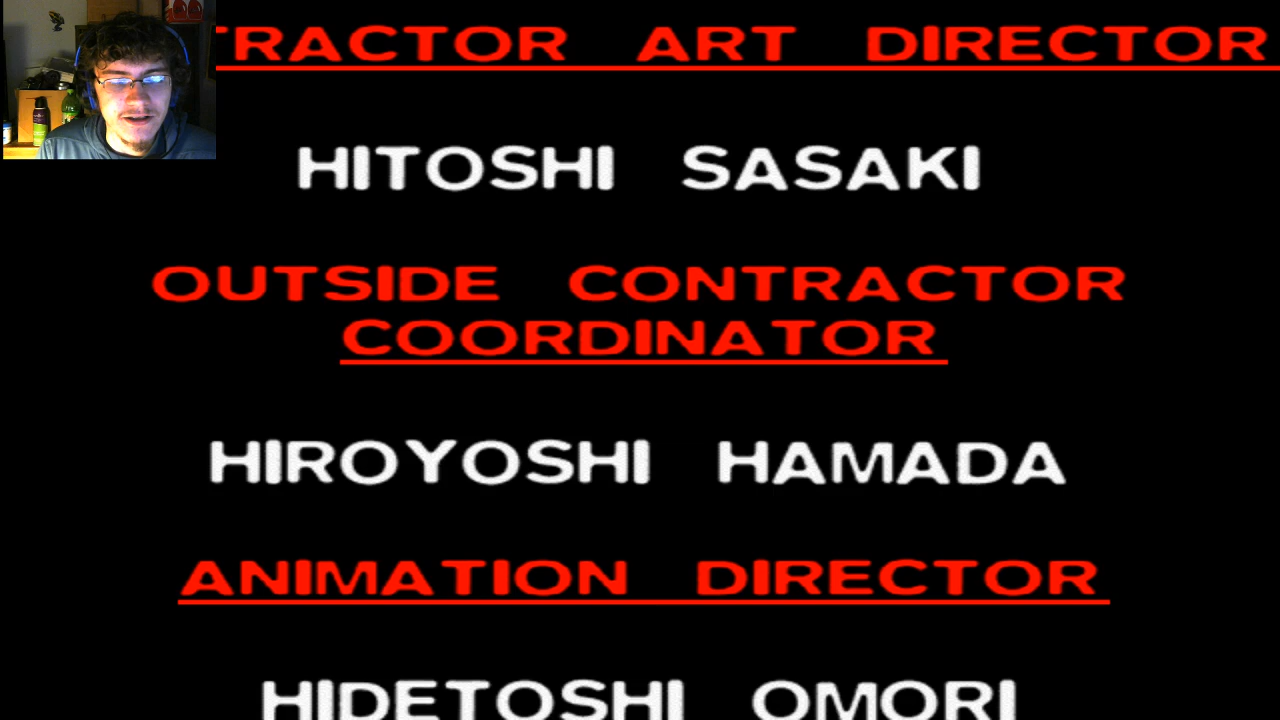 TRACTOR ART DIRECTOR
HITOSHI SASAKI
OUTSIDE CONTRACTOR
COORDINATOR
HIROYOSHI HAMADA
ANIMATION DIRECTOR
HIDETOSHI OMORI